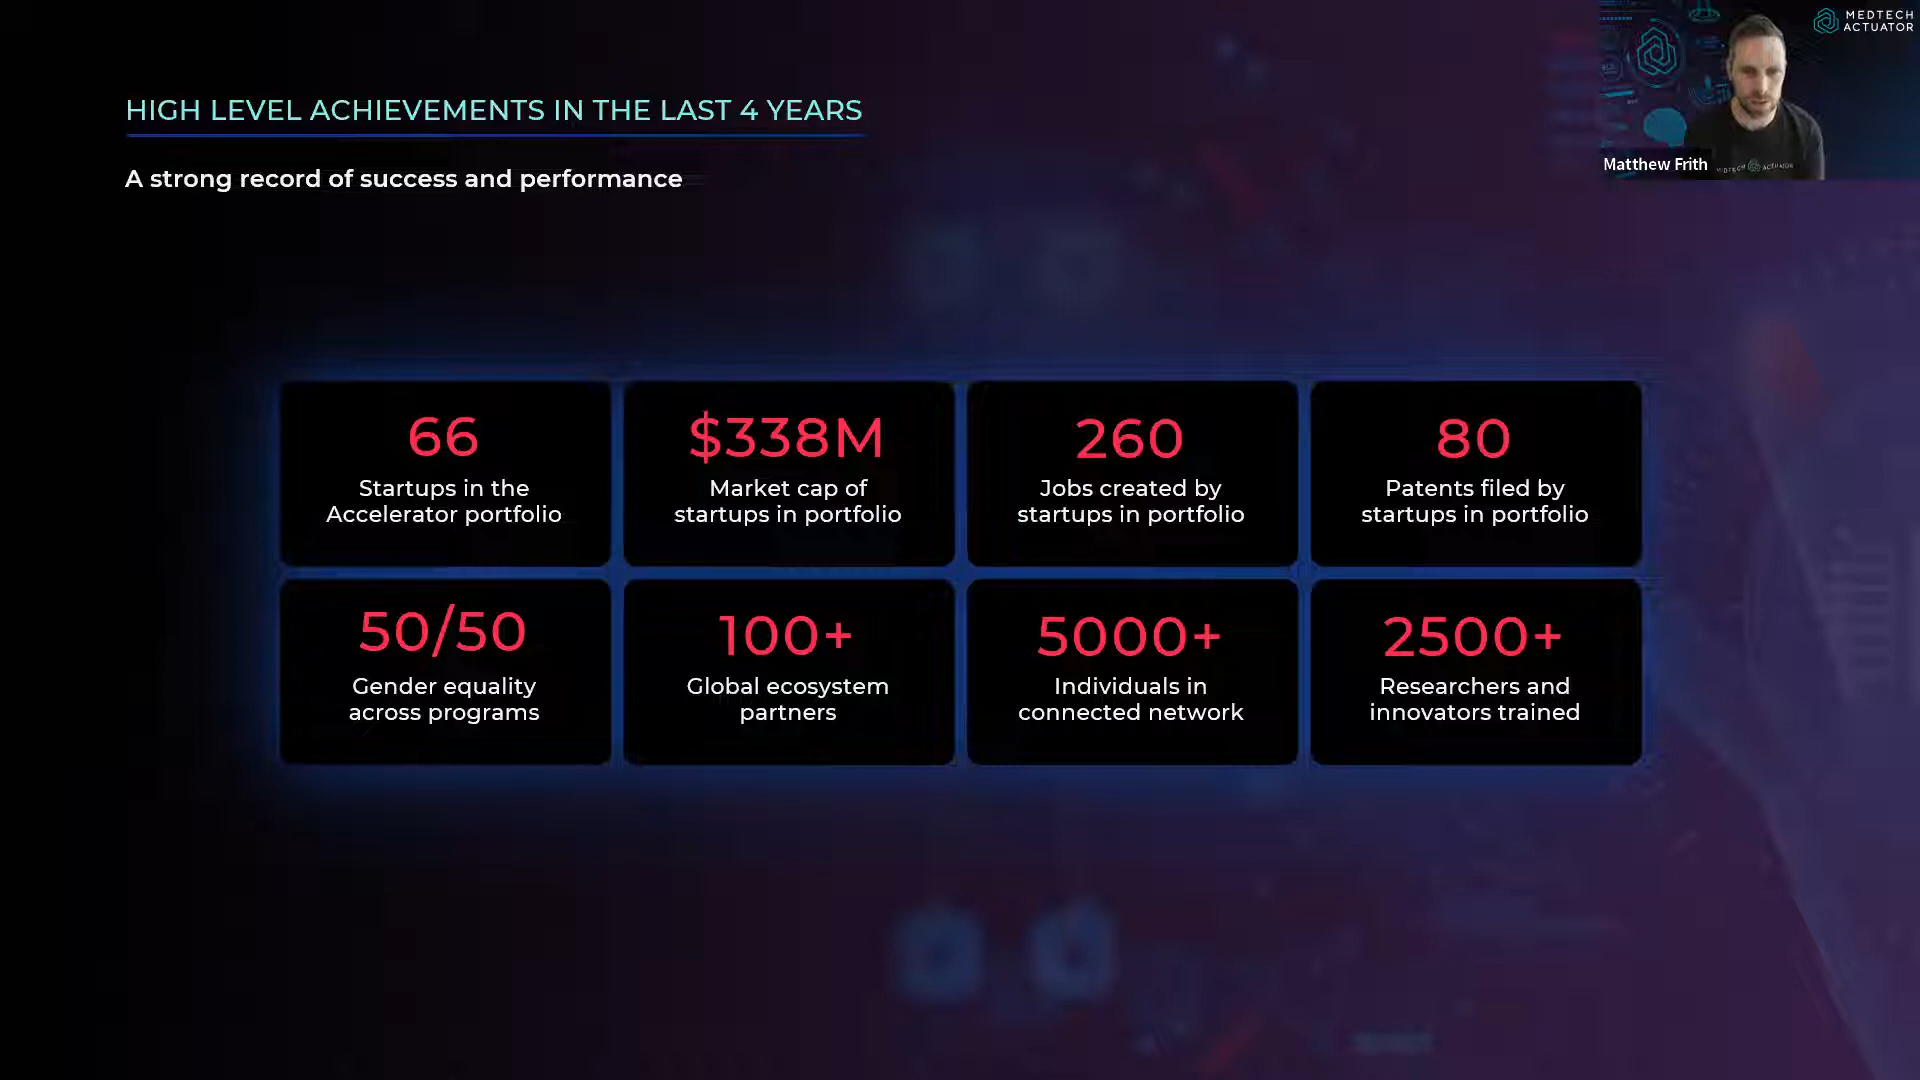 HIGH LEVEL ACHIEVEMENTS IN THE LAST 4 YEARS
A strong record of success and performance
MEDTECH
ACTUATOR
Matthew Frith
MEDTECH ACTUATOR
66
Startups in the
Accelerator portfolio
$338M
Market cap of
startups in portfolio
260
Jobs created by
startups in portfolio
80
Patents filed by
startups in portfolio
50/50
Gender equality
across programs
100+
Global ecosystem
partners
5000+
Individuals in
connected network
2500+
Researchers and
innovators trained